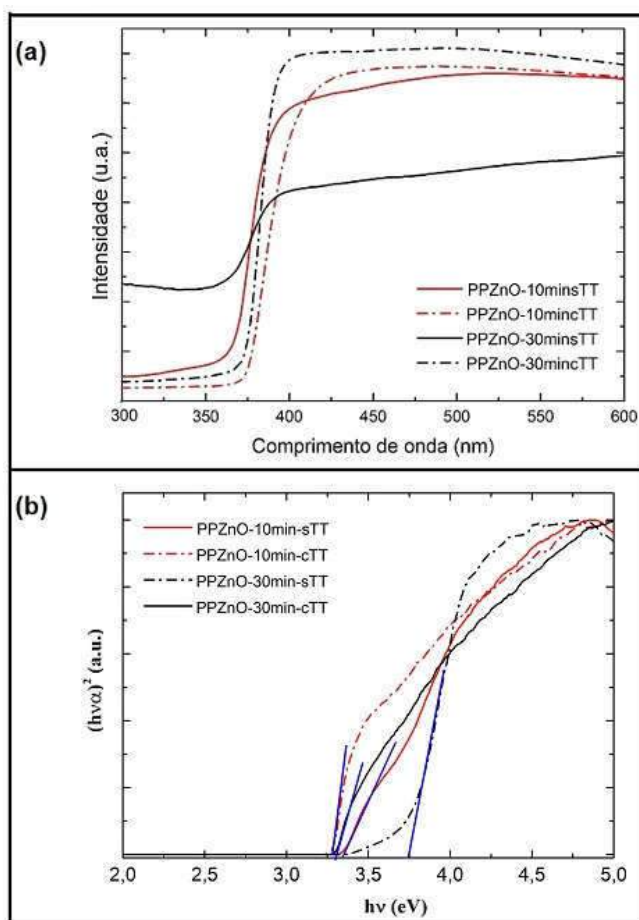 (a)
Intensidade (u.a.)
PPZnO-10minsTT
PPZnO-10mincTT
PPZnO-30minsTT
PPZnO-30mincTT
300 350 400 450 500 550 600
Comprimento de onda (nm)
(b)
PPZnO-10min-sTT
PPZnO-10min-cTT
PPZnO-30min-sTT
PPZnO-30min-cTT
(hνα)² (a.u.)
2,0 2,5 3,0 3,5 4,0 4,5 5,0
hν (eV)